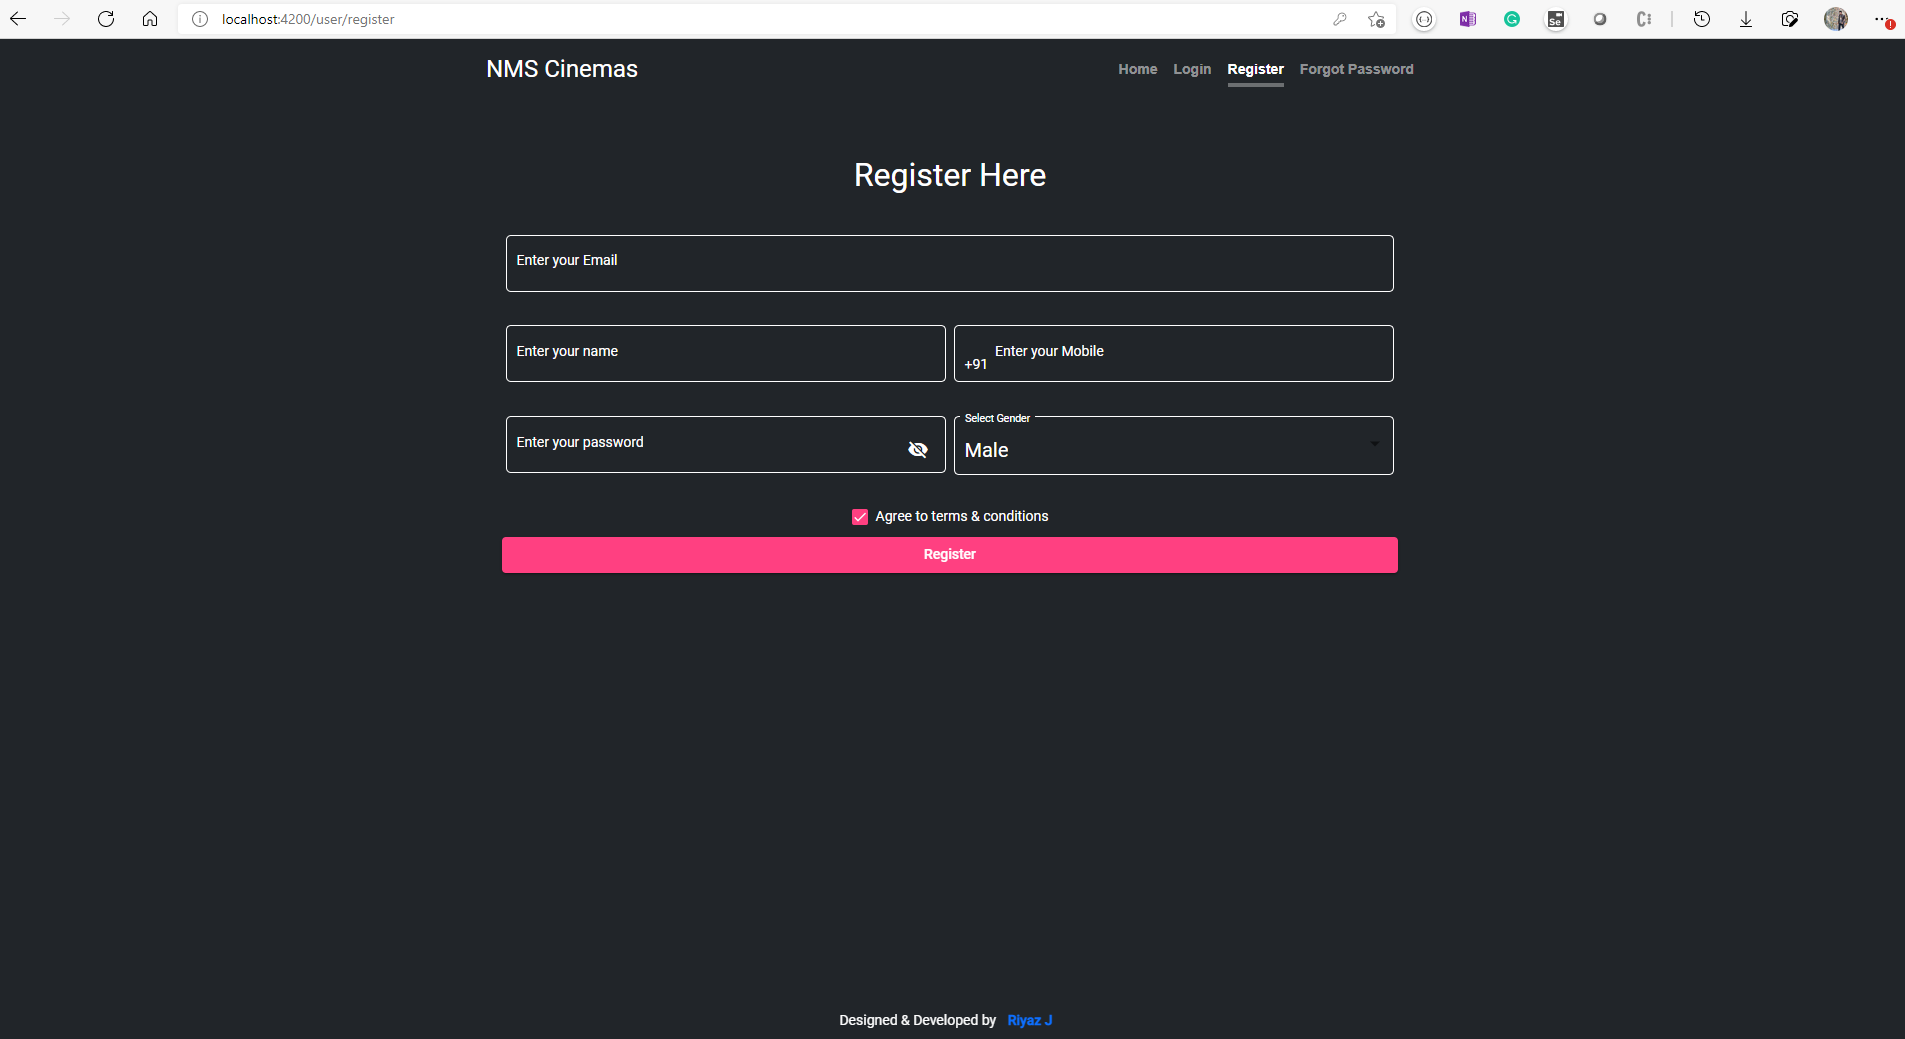 localhost:4200/user/register
NMS Cinemas
Home Login Register Forgot Password
Register Here
Enter your Email
Enter your name
+91 Enter your Mobile
Enter your password
Select Gender
Male
Agree to terms & conditions
Register
Designed & Developed by Riyaz J